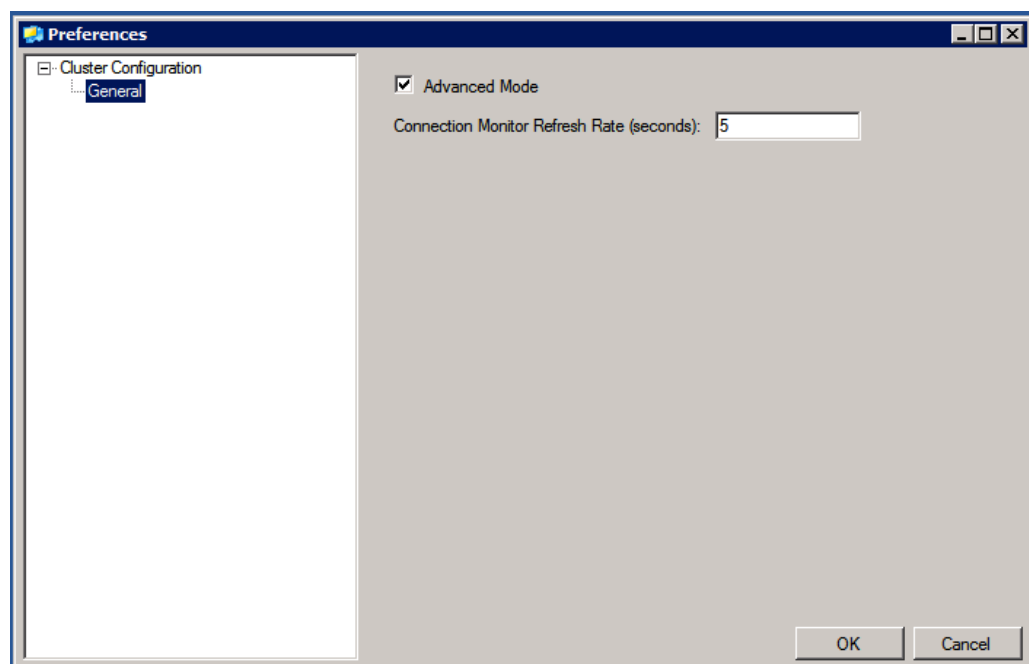 Preferences
Cluster Configuration
General
Advanced Mode
Connection Monitor Refresh Rate (seconds): 5
OK Cancel